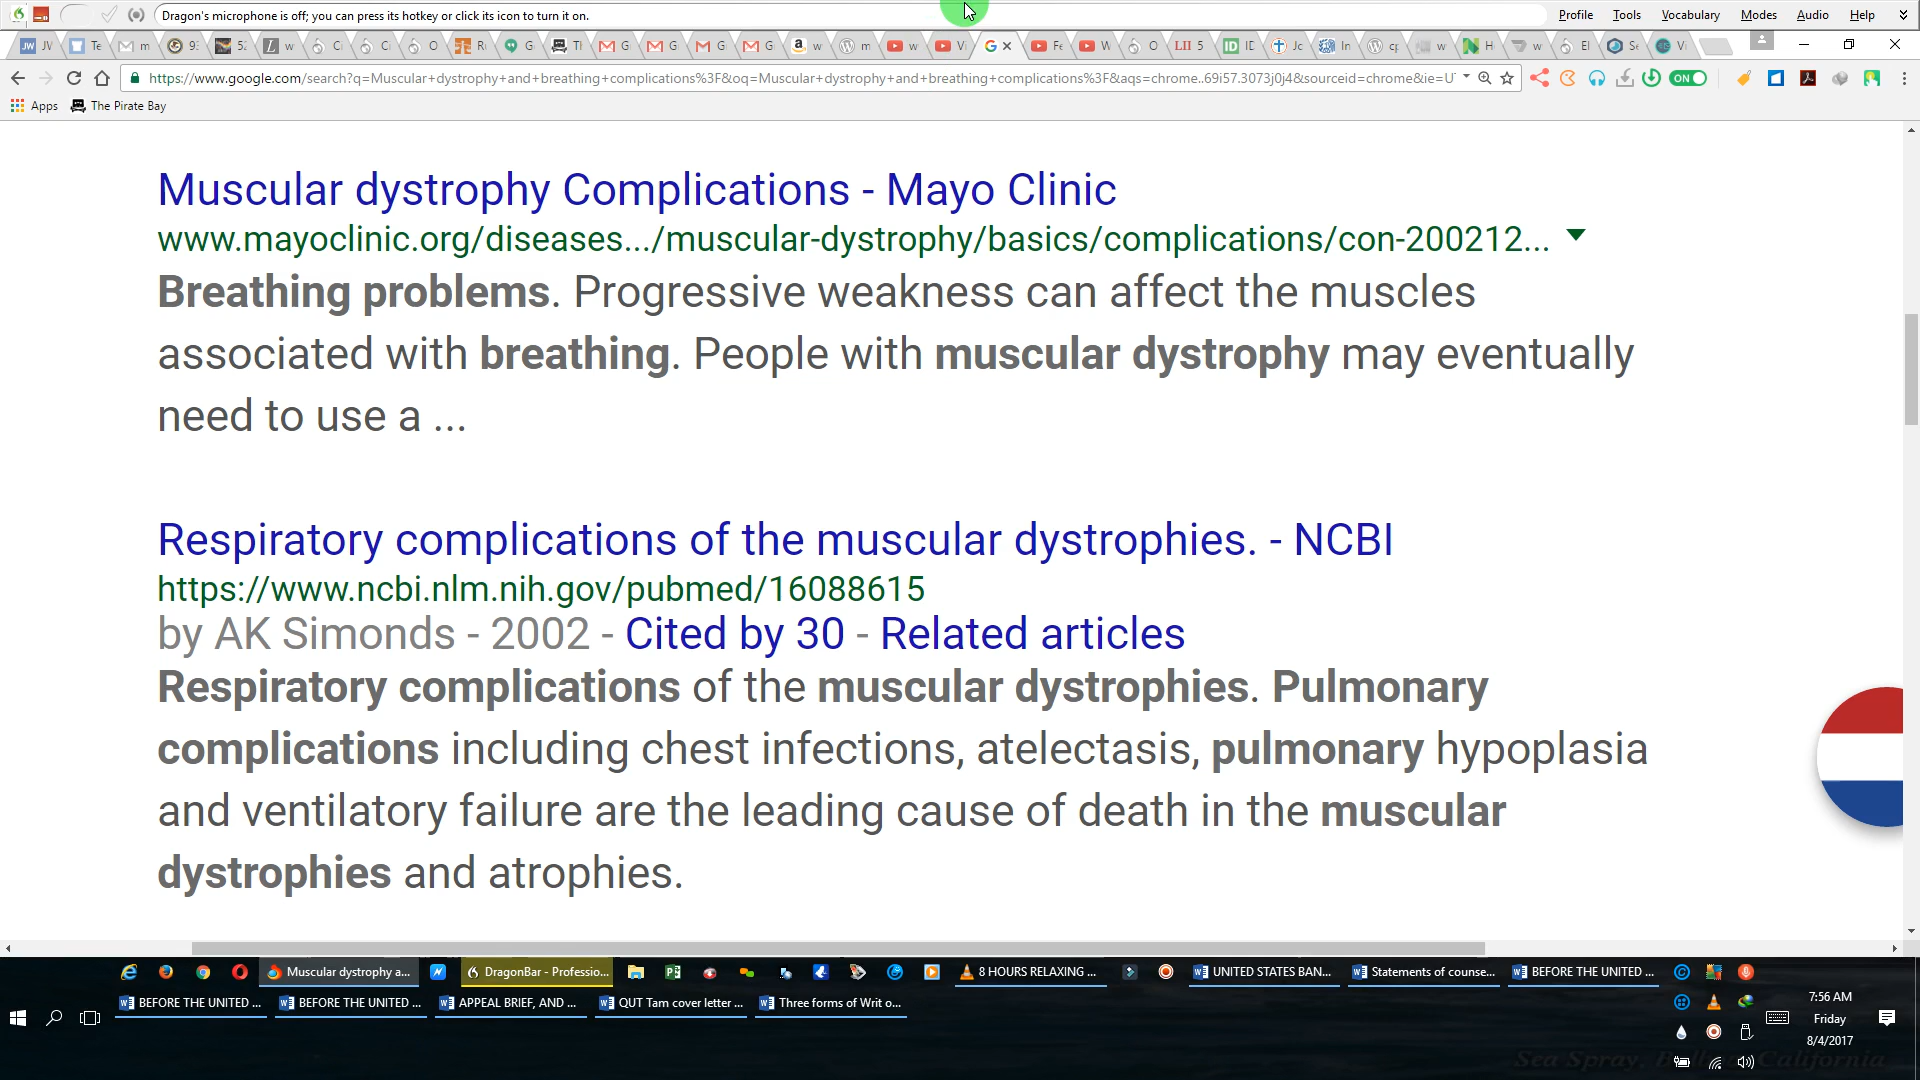 Dragon's microphone is off; you can press its hotkey or click its icon to turn it on.
Profile Tools Vocabulary Modes Audio Help
https://www.google.com/search?q=Muscular+dystrophy+and+breathing+complications%3F&oq=Muscular+dystrophy+and+breathing+complications%3F&aqs=chrome..69i57.3073j0j4&sourceid=chrome&ie=U
ON
Apps The Pirate Bay
Muscular dystrophy Complications - Mayo Clinic
www.mayoclinic.org/diseases.../muscular-dystrophy/basics/complications/con-200212...
Breathing problems. Progressive weakness can affect the muscles
associated with breathing. People with muscular dystrophy may eventually
need to use a ...
Respiratory complications of the muscular dystrophies. - NCBI
https://www.ncbi.nlm.nih.gov/pubmed/16088615
by AK Simonds - 2002 - Cited by 30 - Related articles
Respiratory complications of the muscular dystrophies. Pulmonary
complications including chest infections, atelectasis, pulmonary hypoplasia
and ventilatory failure are the leading cause of death in the muscular
dystrophies and atrophies.
Muscular dystrophy a... DragonBar - Professio... 8 HOURS RELAXING ... UNITED STATES BAN... Statements of counse... BEFORE THE UNITED ...
BEFORE THE UNITED ... BEFORE THE UNITED ... APPEAL BRIEF, AND ... QUT Tam cover letter ... Three forms of Writ o...
7:56 AM
Friday
8/4/2017
Sea Spray, California